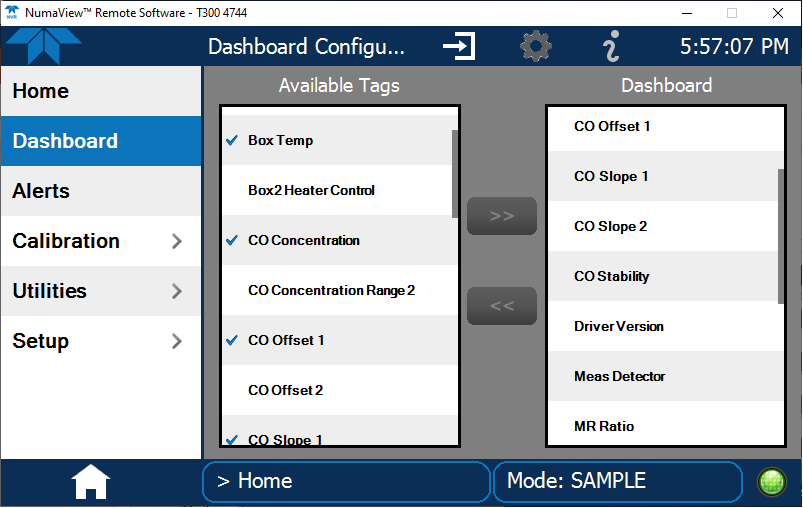 NVR NumaView™ Remote Software - T300 4744
Dashboard Configu... 5:57:07 PM
Home
Dashboard
Alerts
Calibration
Utilities
Setup
Available Tags
Box Temp
Box2 Heater Control
CO Concentration
CO Concentration Range 2
CO Offset 1
CO Offset 2
CO Slope 1
>>
<<
Dashboard
CO Offset 1
CO Slope 1
CO Slope 2
CO Stability
Driver Version
Meas Detector
MR Ratio
> Home
Mode: SAMPLE